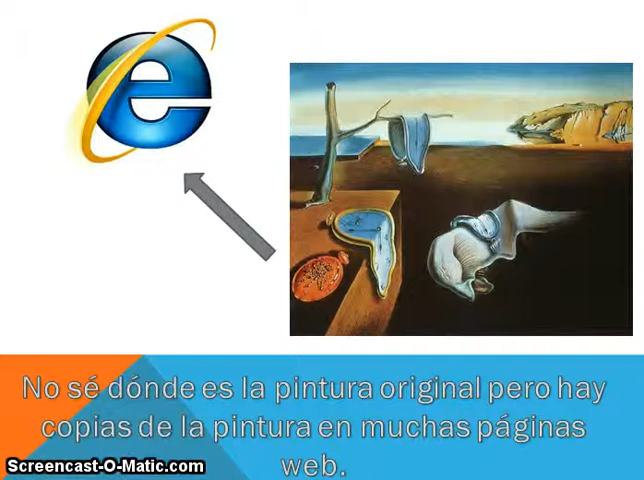 No sé dónde es la pintura original pero hay
copias de la pintura en muchas páginas
web.
Screencast-O-Matic.com